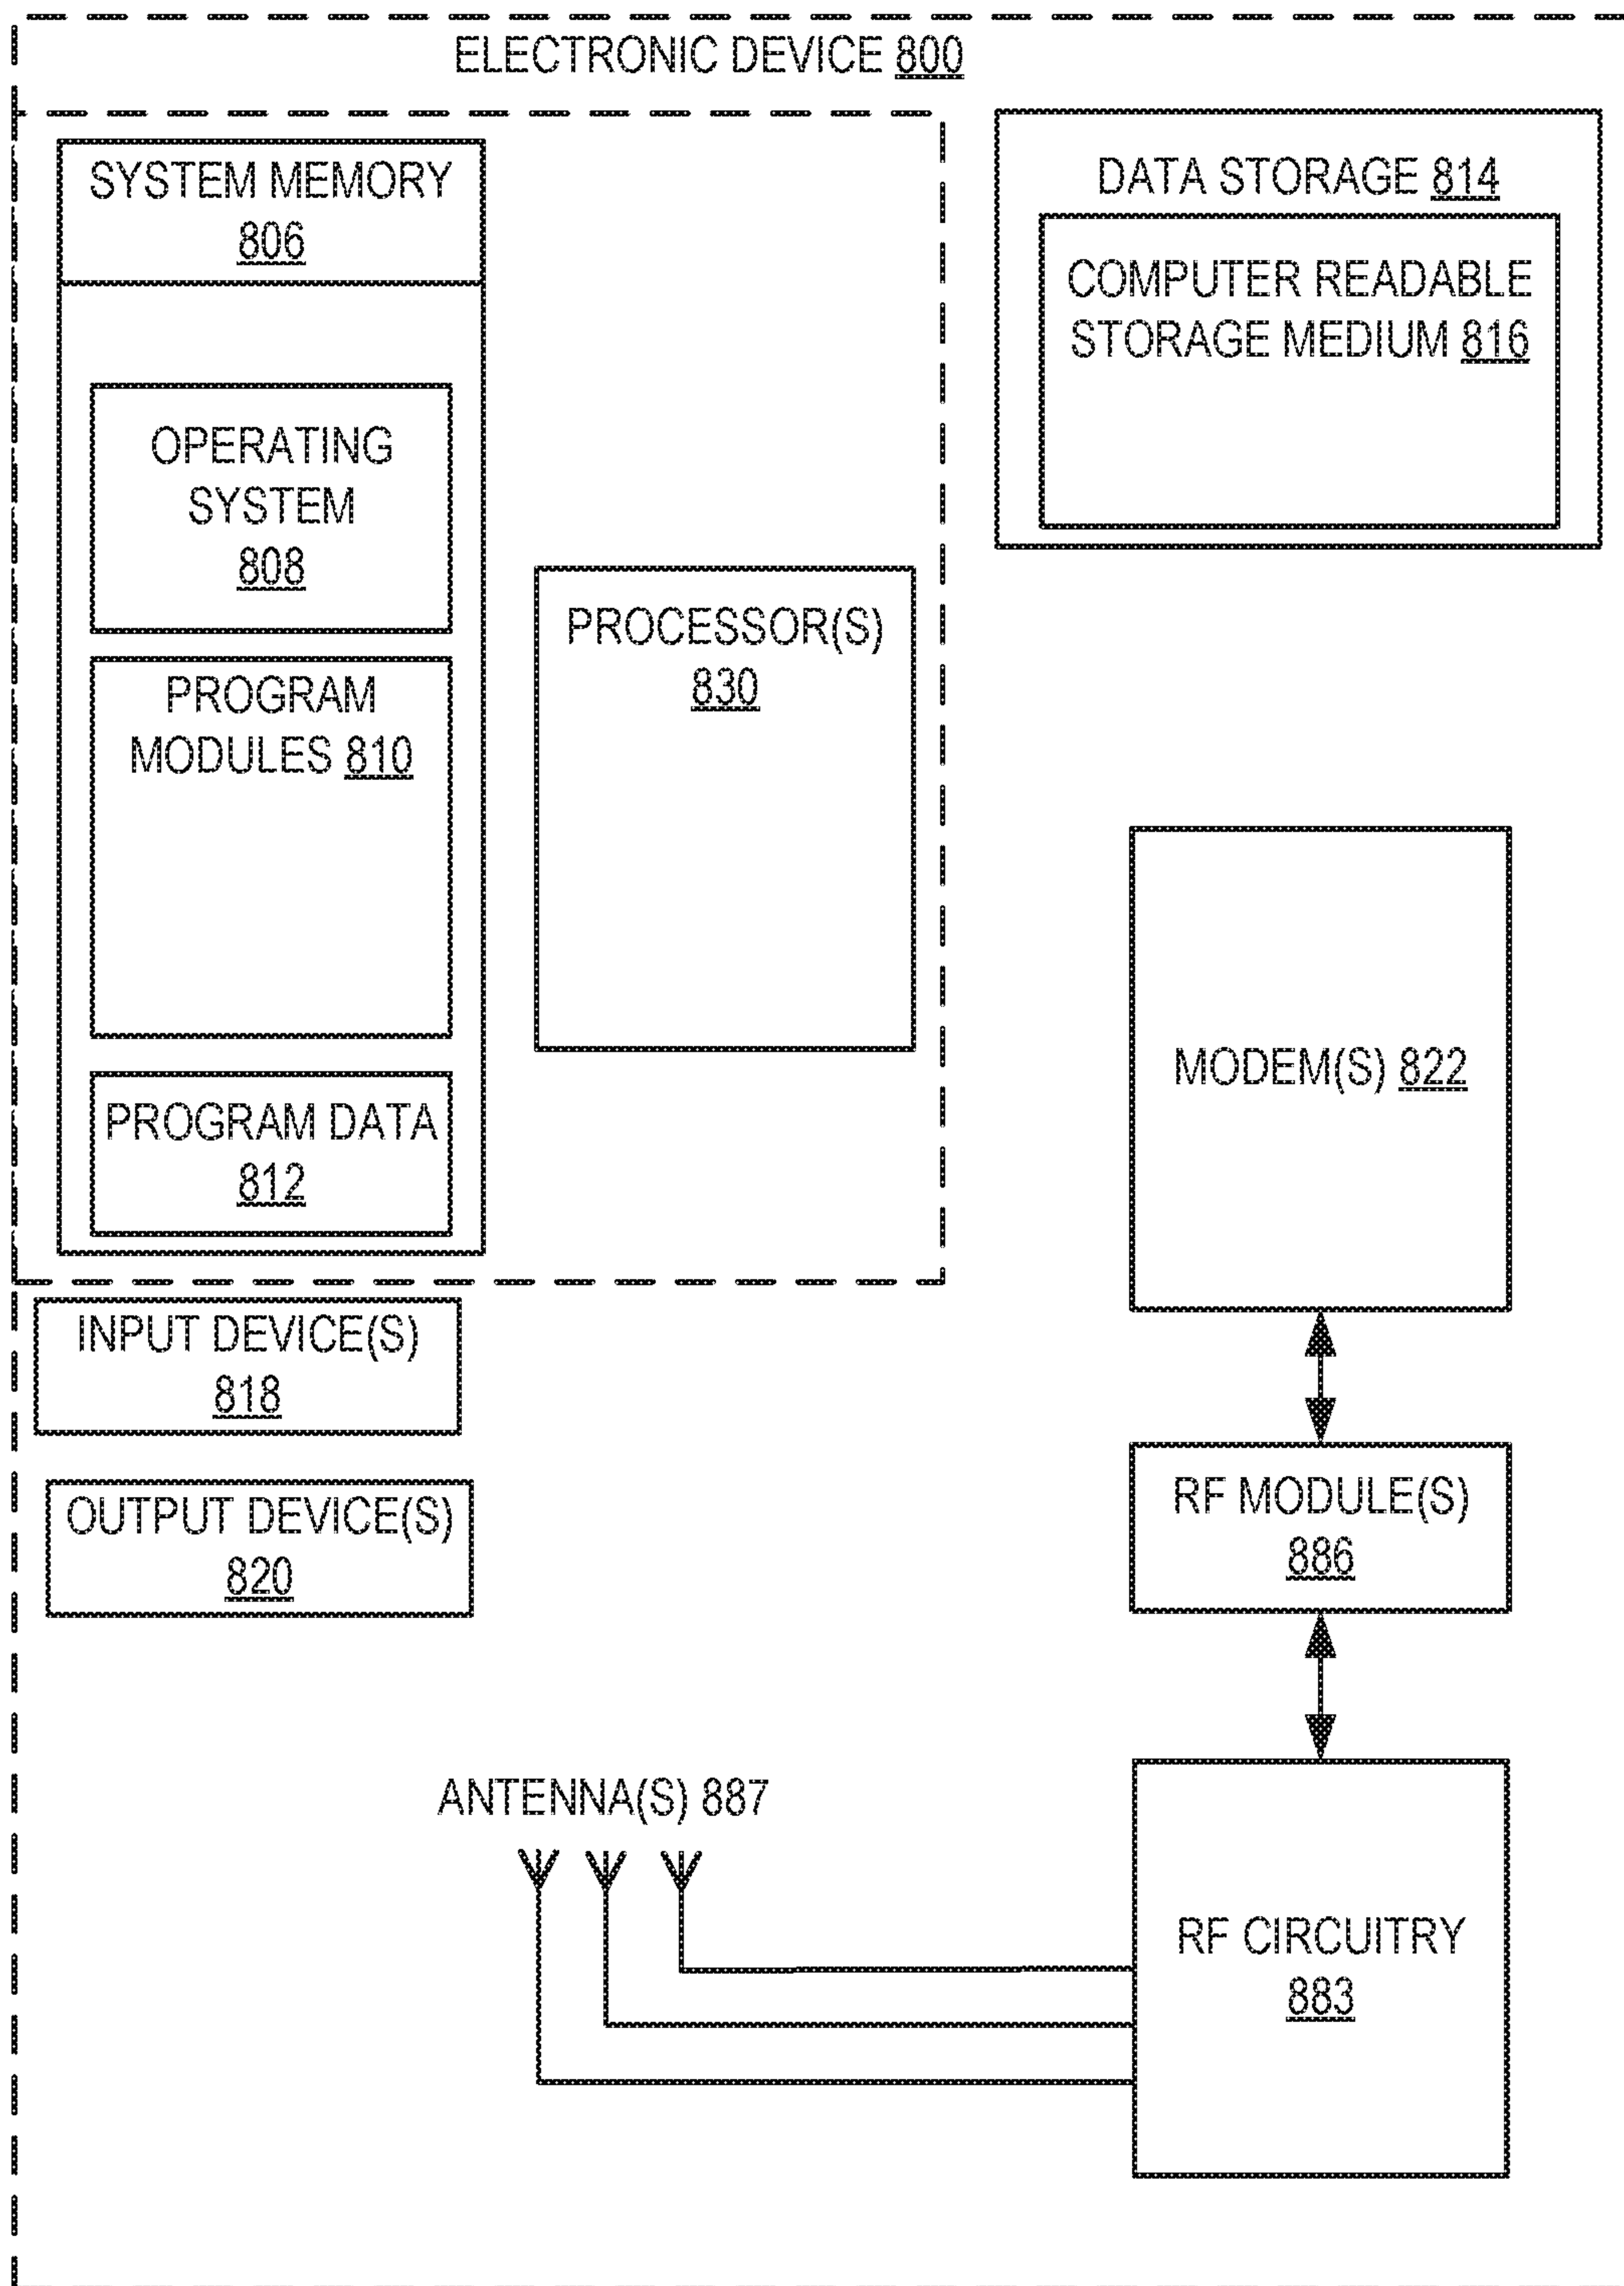 ELECTRONIC DEVICE 800
SYSTEM MEMORY
806
OPERATING
SYSTEM
808
PROGRAM
MODULES 810
PROGRAM DATA
812
PROCESSOR(S)
830
DATA STORAGE 814
COMPUTER READABLE
STORAGE MEDIUM 816
INPUT DEVICE(S)
818
OUTPUT DEVICE(S)
820
MODEM(S) 822
RF MODULE(S)
886
ANTENNA(S) 887
RF CIRCUITRY
883